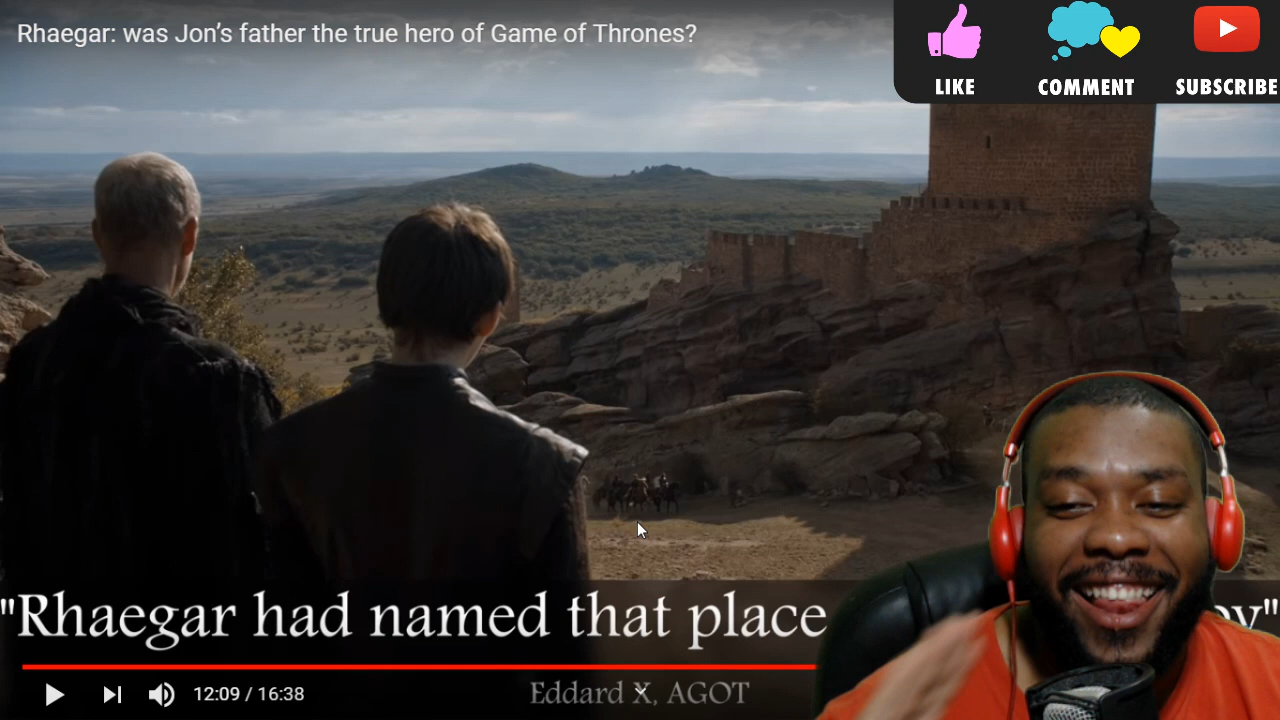 Rhaegar: was Jon’s father the true hero of Game of Thrones?
LIKE COMMENT SUBSCRIBE
"Rhaegar had named that place
12:09 / 16:38
Eddard X, AGOT